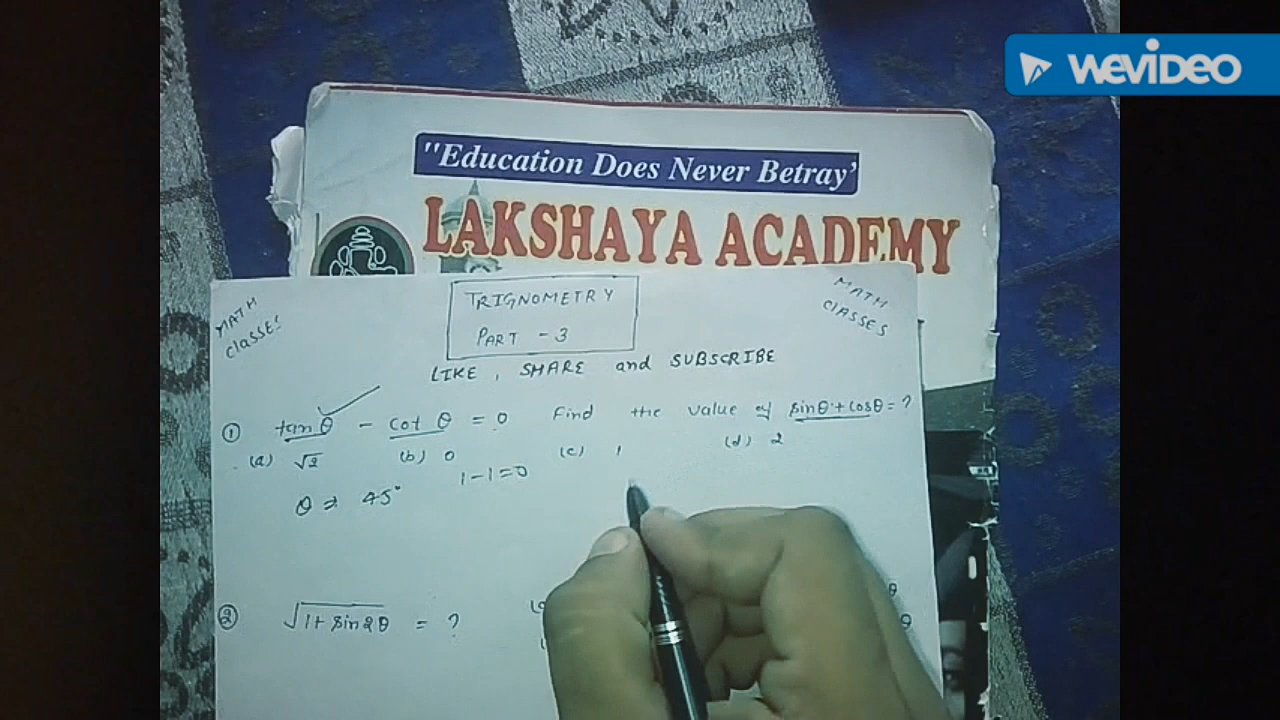 WEVIDEO
"Education Does Never Betray'
LAKSHAYA ACADEMY
MATH CLASSES
TRIGNOMETRY
PART - 3
MATH CLASSES
LIKE, SHARE and SUBSCRIBE
① tanθ - cot θ = 0 Find the value of sinθ + cosθ = ?
(a) √2 (b) 0 (c) 1 (d) 2
1-1=0
θ ⇒ 45°
② √1+sin2θ = ?
θ
θ